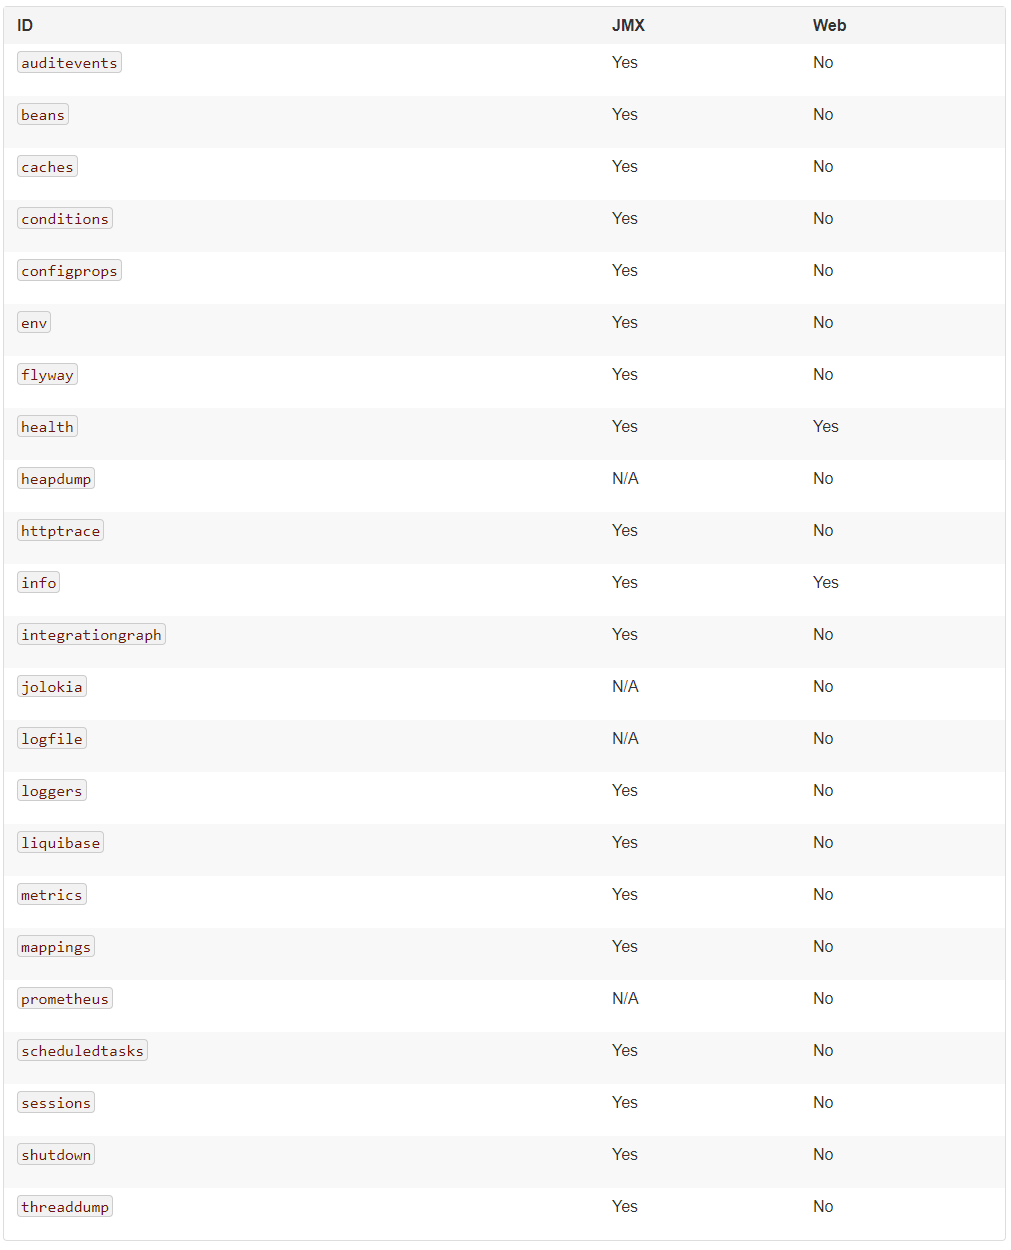 ID JMX Web
auditevents Yes No
beans Yes No
caches Yes No
conditions Yes No
configprops Yes No
env Yes No
flyway Yes No
health Yes Yes
heapdump N/A No
httptrace Yes No
info Yes Yes
integrationgraph Yes No
jolokia N/A No
logfile N/A No
loggers Yes No
liquibase Yes No
metrics Yes No
mappings Yes No
prometheus N/A No
scheduledtasks Yes No
sessions Yes No
shutdown Yes No
threaddump Yes No